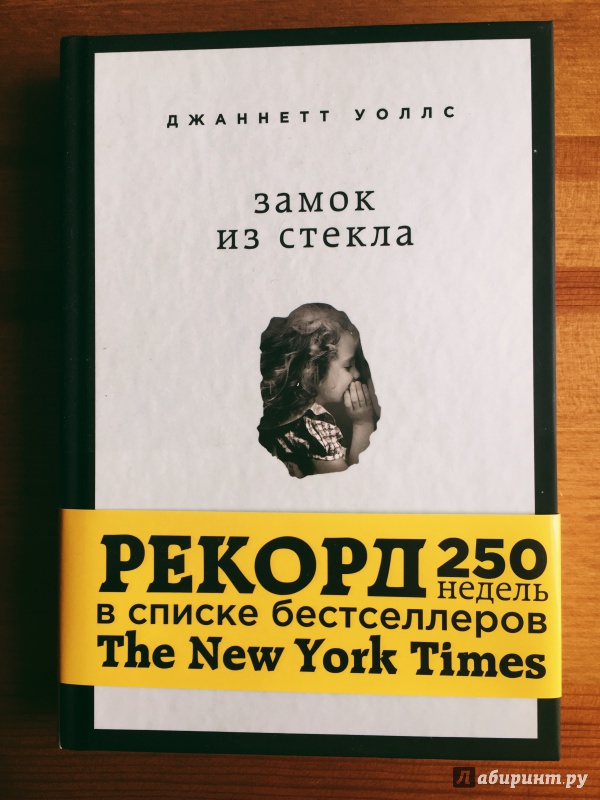 ДЖАННЕТТ УОЛЛС
замок
из стекла
РЕКОРД 250
недель
в списке бестселлеров
The New York Times
Лабиринт.ру